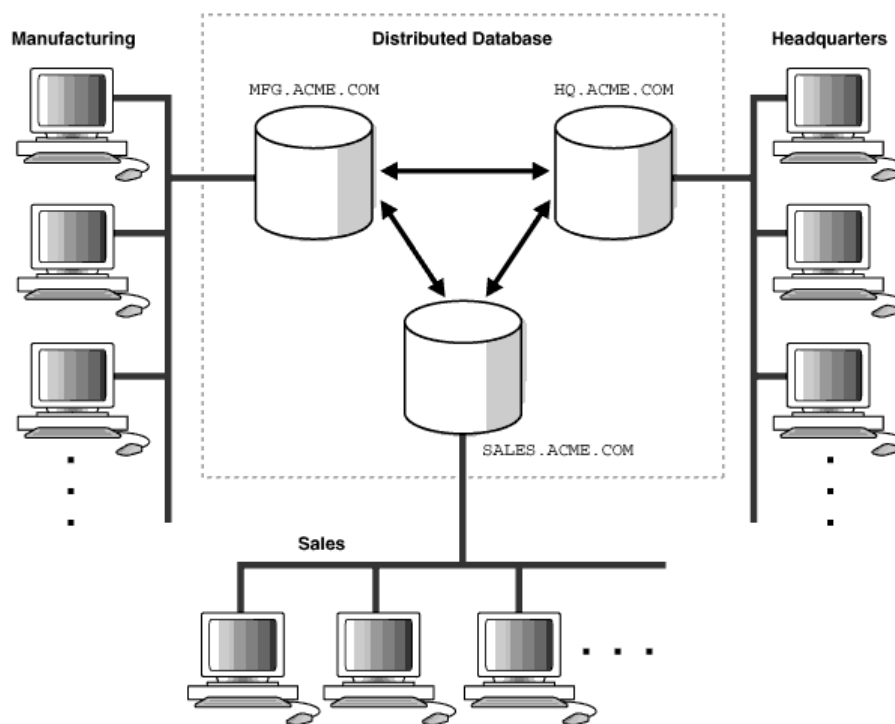 Manufacturing
Distributed Database
Headquarters
MFG.ACME.COM
HQ.ACME.COM
SALES.ACME.COM
Sales